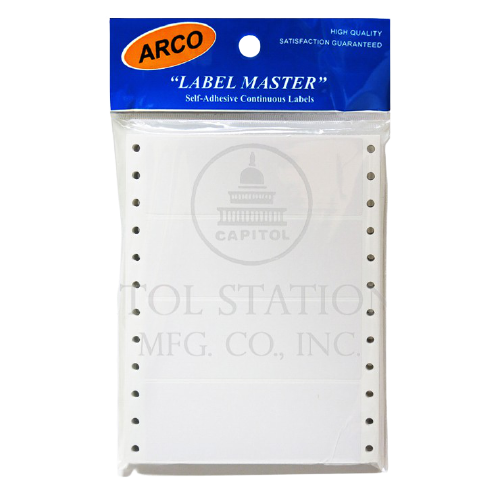 ARCO
HIGH QUALITY
SATISFACTION GUARANTEED
"LABEL MASTER"
Self-Adhesive Continuous Labels
CAPITOL
TOL STATION
MFG. CO., INC.